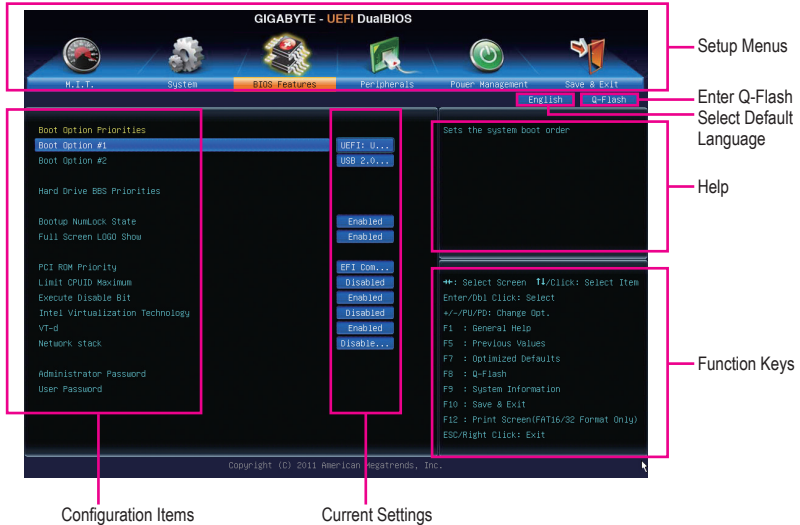 GIGABYTE - UEFI DualBIOS
M.I.T. System BIOS Features Peripherals Power Management Save & Exit
Setup Menus
English Q-Flash
Enter Q-Flash
Select Default
Language
Boot Option Priorities
Boot Option #1 UEFI: U...
Boot Option #2 USB 2.0...
Hard Drive BBS Priorities
Bootup NumLock State Enabled
Full Screen LOGO Show Enabled
PCI ROM Priority EFI Com...
Limit CPUID Maximum Disabled
Execute Disable Bit Enabled
Intel Virtualization Technology Disabled
VT-d Enabled
Network stack Disable...
Administrator Password
User Password
Sets the system boot order
Help
→←: Select Screen ↑↓/Click: Select Item
Enter/Dbl Click: Select
+/-/PU/PD: Change Opt.
F1 : General Help
F5 : Previous Values
F7 : Optimized Defaults
F8 : Q-Flash
F9 : System Information
F10 : Save & Exit
F12 : Print Screen(FAT16/32 Format Only)
ESC/Right Click: Exit
Function Keys
Copyright (C) 2011 American Megatrends, Inc.
Configuration Items
Current Settings